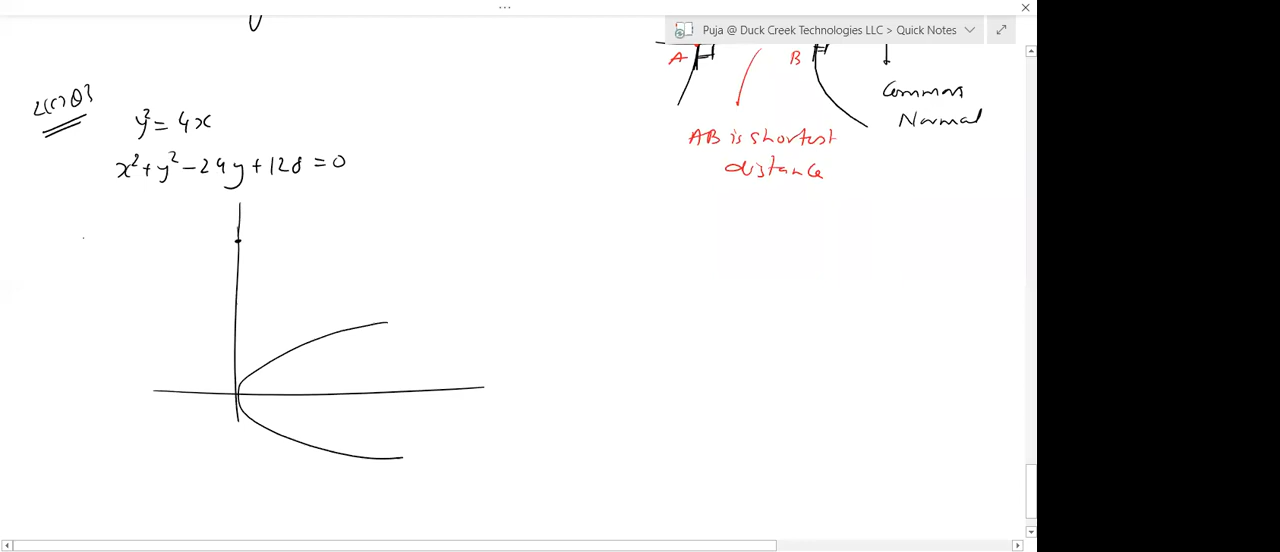 Puja @ Duck Creek Technologies LLC > Quick Notes
A
B
Common
Normal
AB is shortest
distance
y² = 4x
x² + y² - 24y + 128 = 0